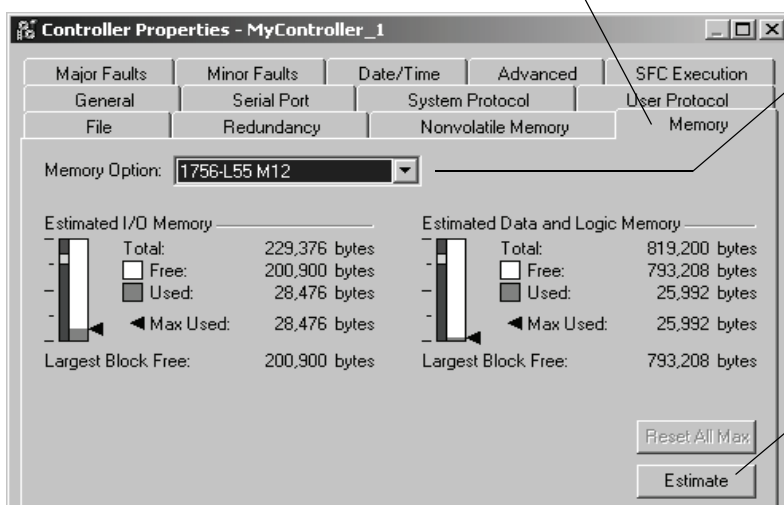 Controller Properties - MyController_1
Major Faults Minor Faults Date/Time Advanced SFC Execution
General Serial Port System Protocol User Protocol
File Redundancy Nonvolatile Memory Memory
Memory Option: 1756-L55 M12
Estimated I/O Memory
Total: 229,376 bytes
Free: 200,900 bytes
Used: 28,476 bytes
Max Used: 28,476 bytes
Largest Block Free: 200,900 bytes
Estimated Data and Logic Memory
Total: 819,200 bytes
Free: 793,208 bytes
Used: 25,992 bytes
Max Used: 25,992 bytes
Largest Block Free: 793,208 bytes
Reset All Max
Estimate